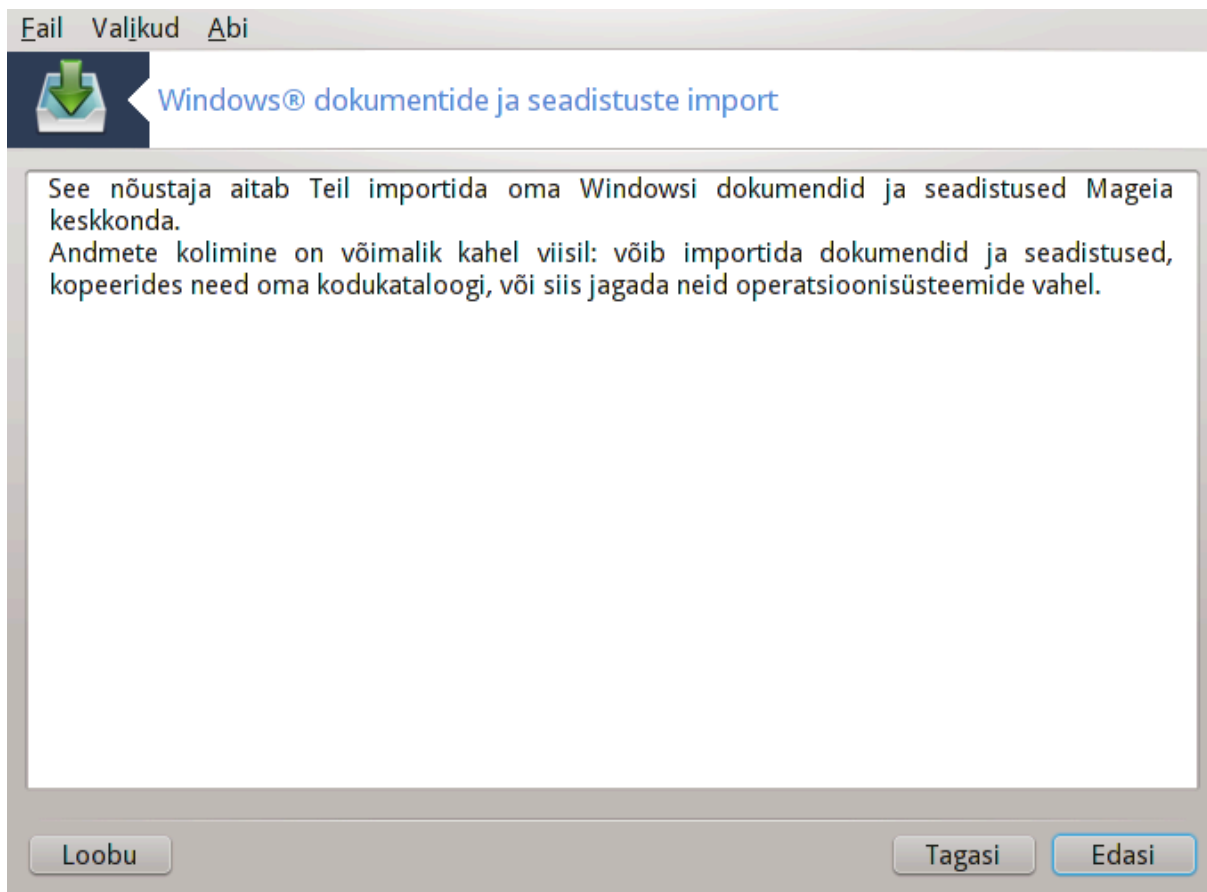 Fail Valikud Abi
Windows® dokumentide ja seadistuste import
See nõustaja aitab Teil importida oma Windowsi dokumendid ja seadistused Mageia
keskkonda.
Andmete kolimine on võimalik kahel viisil: võib importida dokumendid ja seadistused,
kopeerides need oma kodukataloogi, või siis jagada neid operatsioonisüsteemide vahel.
Loobu Tagasi Edasi